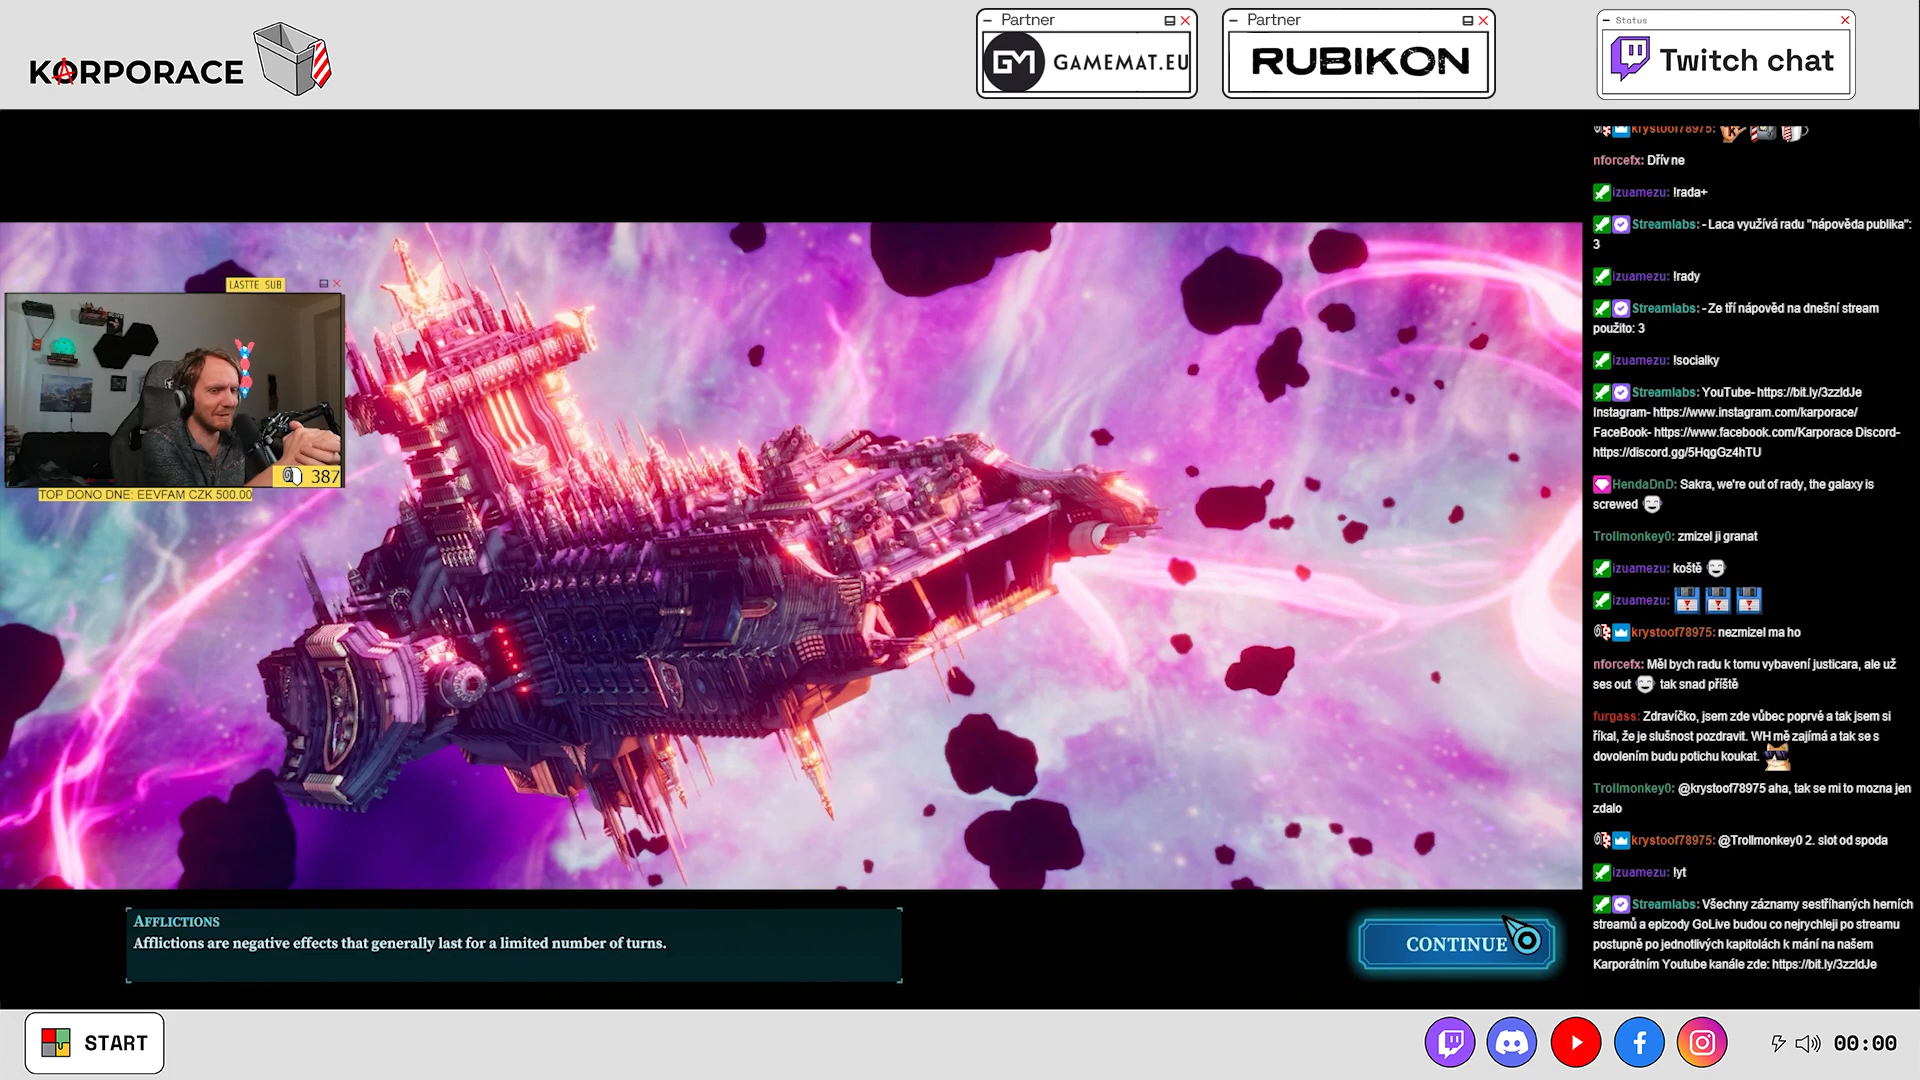 KARPORACE
Partner
GM GAMEMAT.EU
Partner
RUBIKON
Status
Twitch chat
LASTTE SUB
387
TOP DONO DNE: EEVFAM CZK 500.00
krystoof78975:
nforcefx: Dřív ne
izuamezu: !rada+
Streamlabs: - Laca využívá radu "nápověda publika":
3
izuamezu: !rady
Streamlabs: - Ze tří nápověd na dnešní stream
použito: 3
izuamezu: !socialky
Streamlabs: YouTube- https://bit.ly/3zzldJe
Instagram- https://www.instagram.com/karporace/
FaceBook- https://www.facebook.com/Karporace Discord-
https://discord.gg/5HqgGz4hTU
HendaDnD: Sakra, we're out of rady, the galaxy is
screwed
Trollmonkey0: zmizel ji granat
izuamezu: koště
izuamezu:
krystoof78975: nezmizel ma ho
nforcefx: Měl bych radu k tomu vybavení justicara, ale už
ses out tak snad příště
furgass: Zdravíčko, jsem zde vůbec poprvé a tak jsem si
říkal, že je slušnost pozdravit. WH mě zajímá a tak se s
dovolením budu potichu koukat.
Trollmonkey0: @krystoof78975 aha, tak se mi to mozna jen
zdalo
krystoof78975: @Trollmonkey0 2. slot od spoda
izuamezu: !yt
Streamlabs: Všechny záznamy sestříhaných herních
streamů a epizody GoLive budou co nejrychleji po streamu
postupně po jednotlivých kapitolách k mání na našem
Karporátním Youtube kanále zde: https://bit.ly/3zzldJe
AFFLICTIONS
Afflictions are negative effects that generally last for a limited number of turns.
CONTINUE
START
00:00